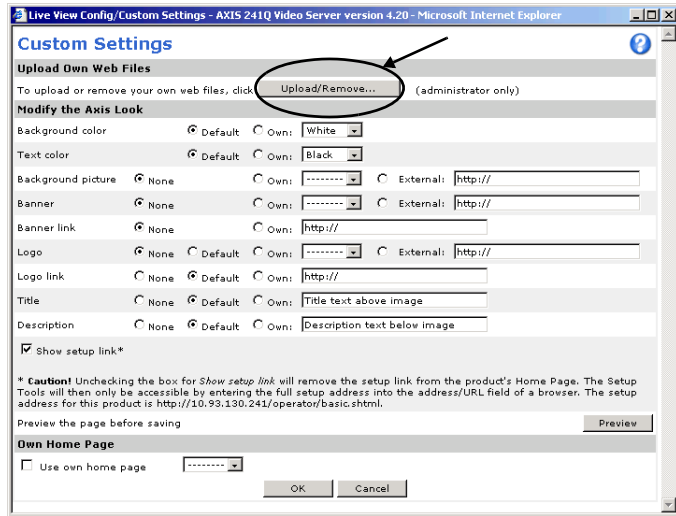 Live View Config/Custom Settings - AXIS 241Q Video Server version 4.20 - Microsoft Internet Explorer
Custom Settings
?
Upload Own Web Files
To upload or remove your own web files, click Upload/Remove... (administrator only)
Modify the Axis Look
Background color Default Own: White
Text color Default Own: Black
Background picture None Own: -------- External: http://
Banner None Own: -------- External: http://
Banner link None Own: http://
Logo None Default Own: -------- External: http://
Logo link None Default Own: http://
Title None Default Own: Title text above image
Description None Default Own: Description text below image
Show setup link*
* Caution! Unchecking the box for Show setup link will remove the setup link from the product's Home Page. The Setup
Tools will then only be accessible by entering the full setup address into the address/URL field of a browser. The setup
address for this product is http://10.93.130.241/operator/basic.shtml.
Preview the page before saving Preview
Own Home Page
Use own home page --------
OK Cancel